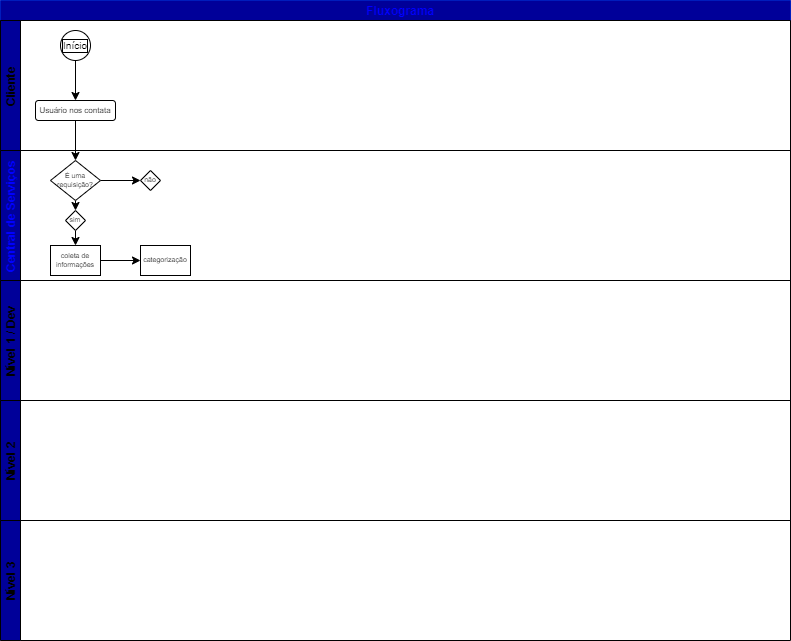 Fluxograma
Cliente
Início
Usuário nos contata
Central de Serviços
É uma
requisição?
não
sim
coleta de
informações
categorização
Nível 1 / Dev
Nível 2
Nível 3